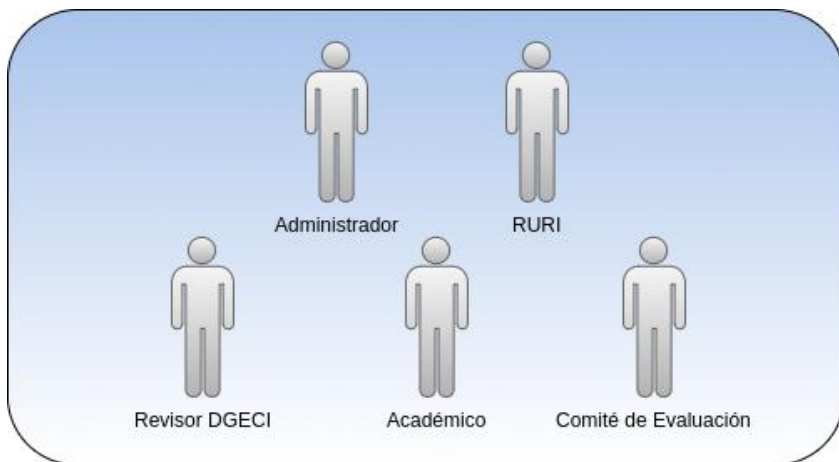 Administrador
RURI
Revisor DGECI
Académico
Comité de Evaluación